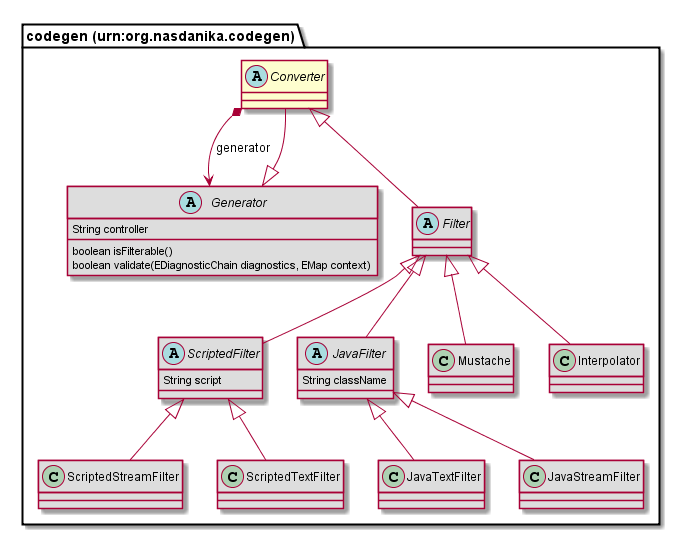 codegen (urn:org.nasdanika.codegen)
A Converter
generator
A Generator
String controller
boolean isFilterable()
boolean validate(EDiagnosticChain diagnostics, EMap context)
A Filter
A ScriptedFilter
String script
A JavaFilter
String className
C Mustache
C Interpolator
C ScriptedStreamFilter
C ScriptedTextFilter
C JavaTextFilter
C JavaStreamFilter